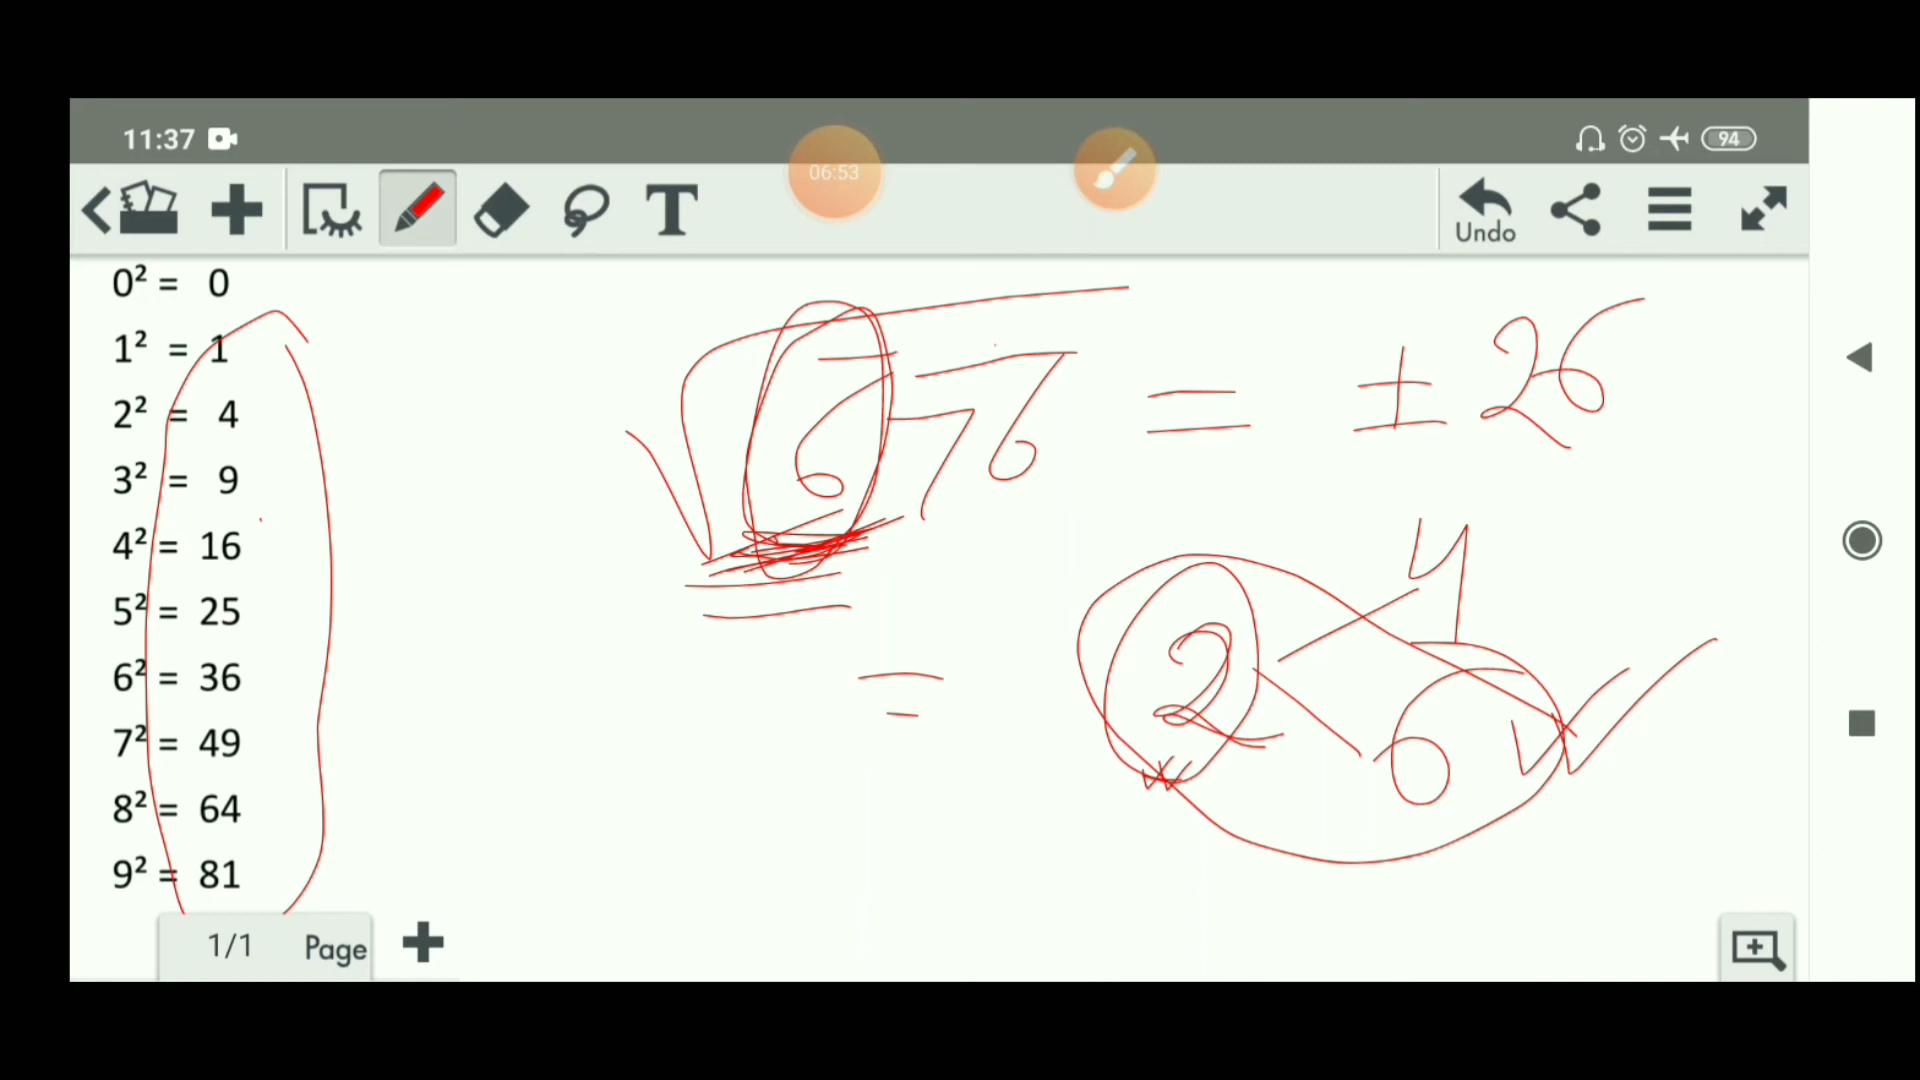 11:37
94
06:53
T
Undo
0² = 0
1² = 1
2² = 4
3² = 9
4² = 16
5² = 25
6² = 36
7² = 49
8² = 64
9² = 81
√676 = ± 26
= 2 4
6
1/1 Page